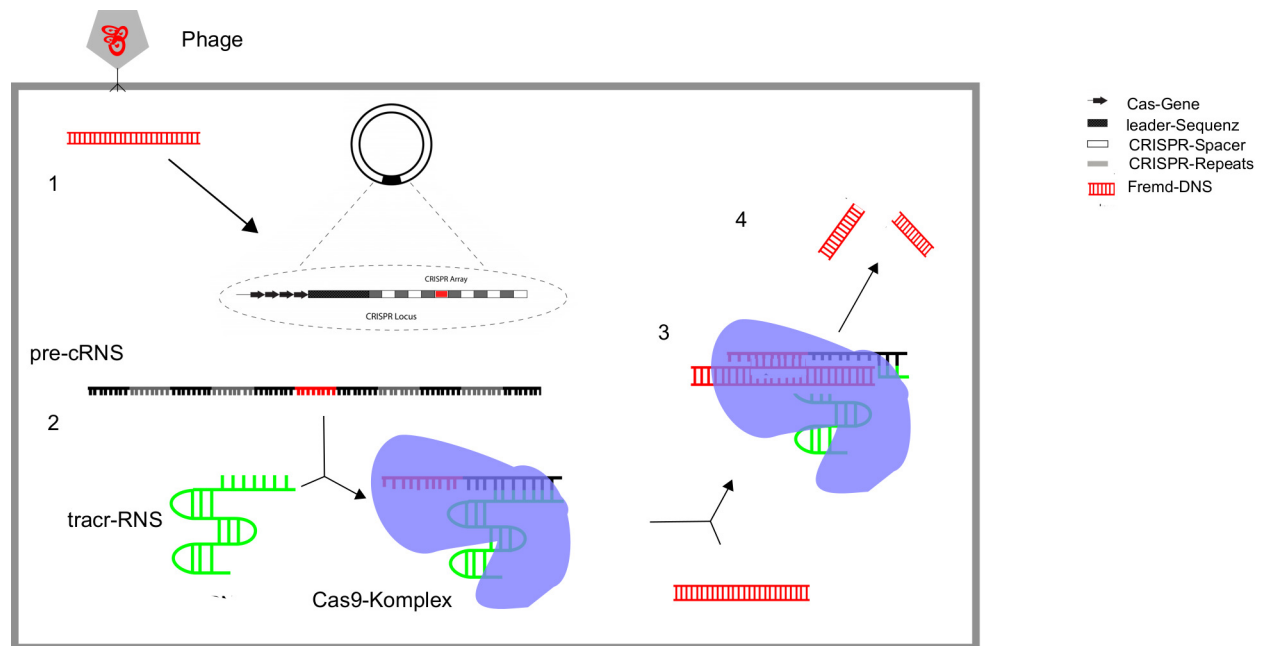 Phage
Cas-Gene
leader-Sequenz
CRISPR-Spacer
CRISPR-Repeats
Fremd-DNS
1
4
CRISPR Array
CRISPR Locus
3
pre-cRNS
2
tracr-RNS
Cas9-Komplex